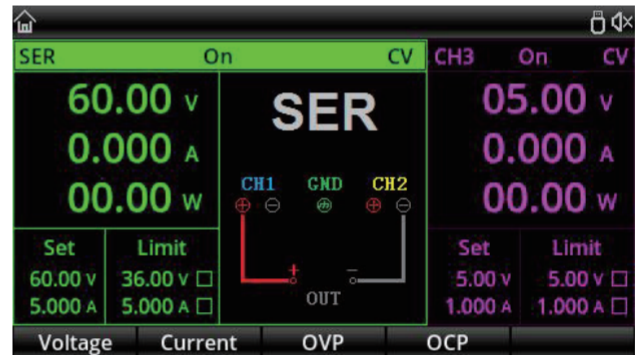 SER On CV
60.00 V
0.000 A
00.00 W
Set Limit
60.00 V 36.00 V
5.000 A 5.000 A
SER
CH1 GND CH2
+ −
OUT
CH3 On CV
05.00 V
0.000 A
00.00 W
Set Limit
5.00 V 5.00 V
1.000 A 1.000 A
Voltage Current OVP OCP